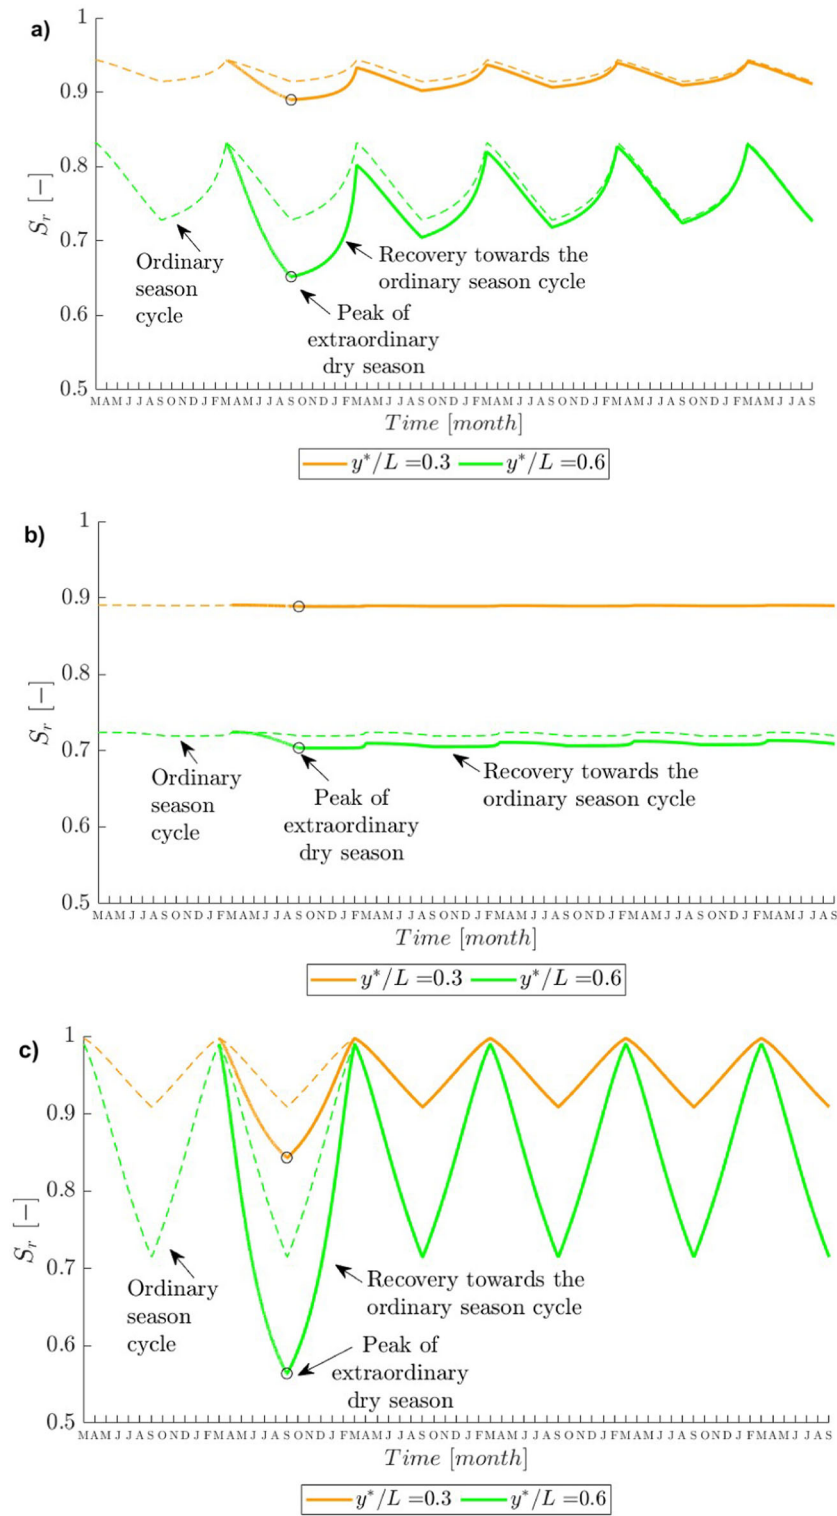 a)
1
0.9
0.8
0.7
0.6
0.5
S_r [−]
Ordinary
season
cycle
Recovery towards the
ordinary season cycle
Peak of
extraordinary
dry season
M A M J J A S O N D J F M A M J J A S O N D J F M A M J J A S O N D J F M A M J J A S O N D J F M A M J J A S O N D J F M A M J J A S
Time [month]
y*/L =0.3 y*/L =0.6
b)
1
0.9
0.8
0.7
0.6
0.5
S_r [−]
Ordinary
season
cycle
Peak of
extraordinary
dry season
Recovery towards the
ordinary season cycle
M A M J J A S O N D J F M A M J J A S O N D J F M A M J J A S O N D J F M A M J J A S O N D J F M A M J J A S O N D J F M A M J J A S
Time [month]
y*/L =0.3 y*/L =0.6
c)
1
0.9
0.8
0.7
0.6
0.5
S_r [−]
Ordinary
season
cycle
Recovery towards the
ordinary season cycle
Peak of
extraordinary
dry season
M A M J J A S O N D J F M A M J J A S O N D J F M A M J J A S O N D J F M A M J J A S O N D J F M A M J J A S O N D J F M A M J J A S
Time [month]
y*/L =0.3 y*/L =0.6